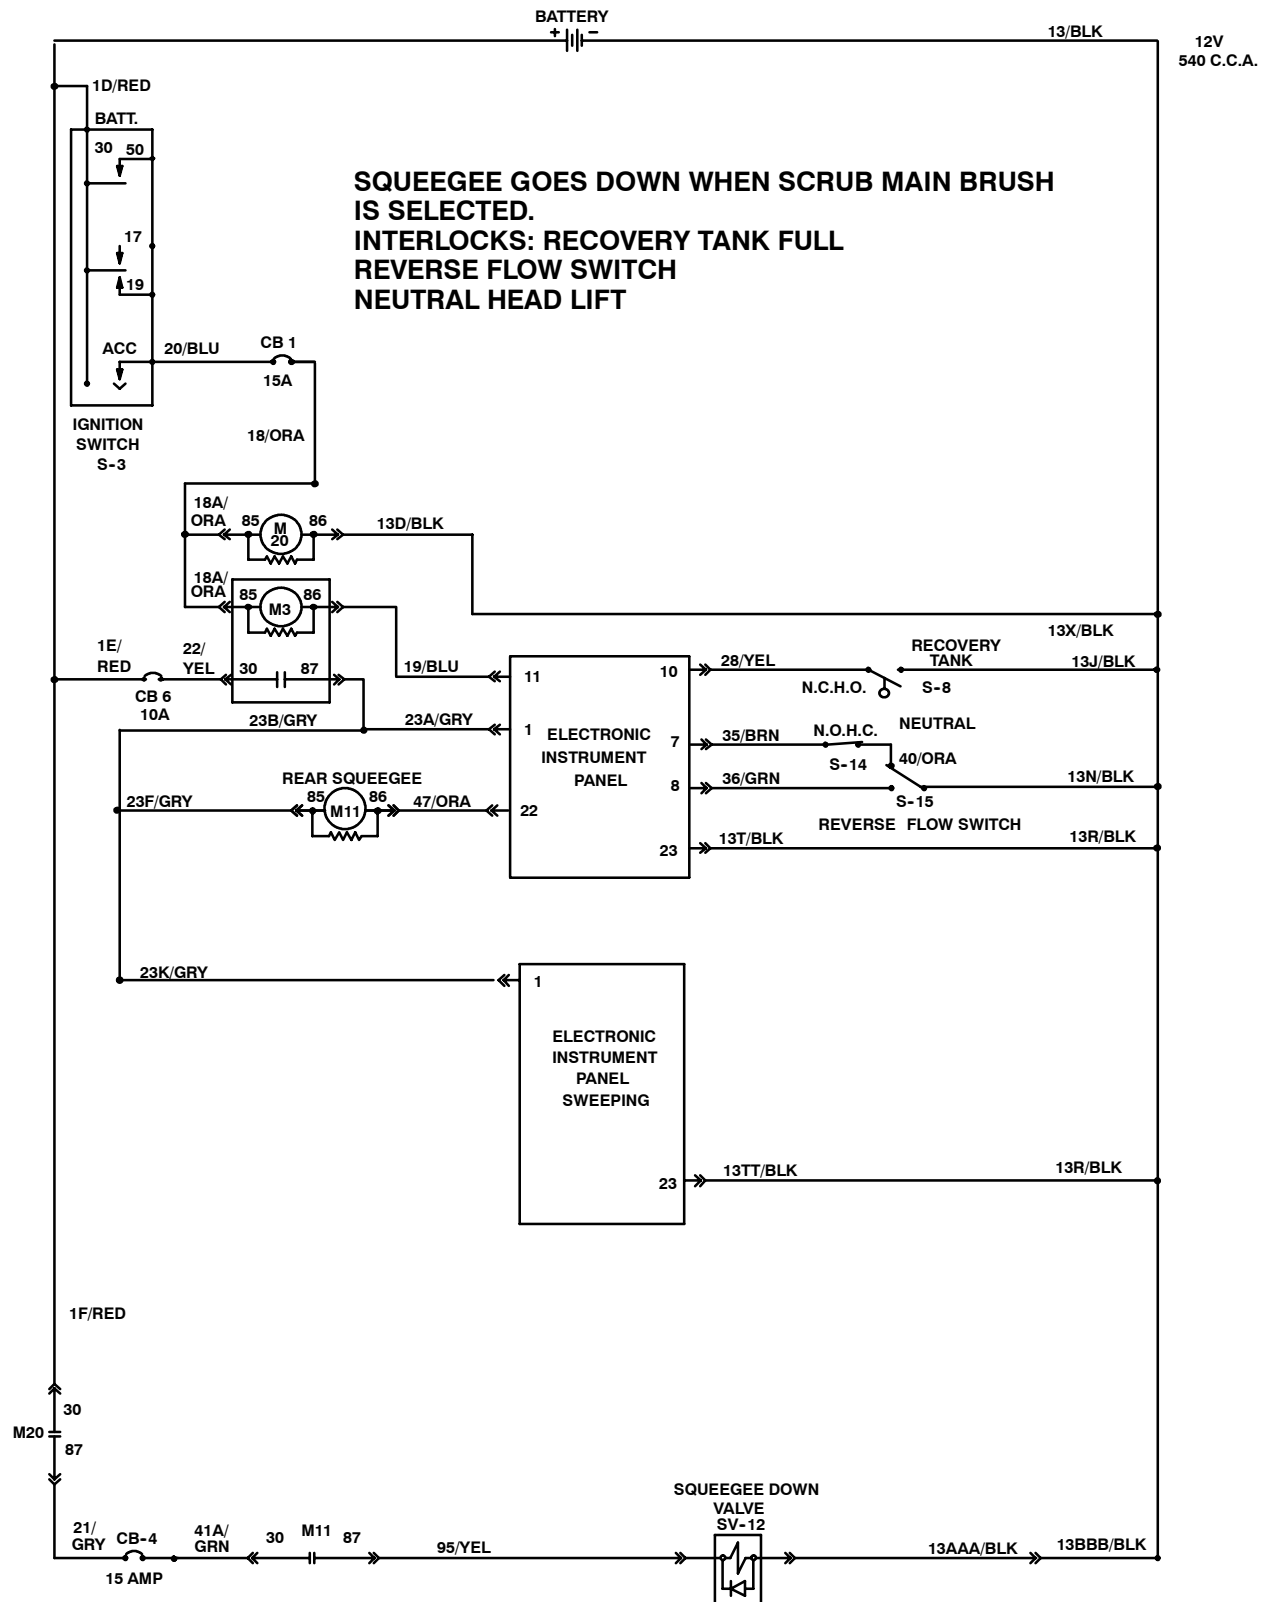 BATTERY
+ −
13/BLK
12V
540 C.C.A.
1D/RED
BATT.
30 50
17
19
ACC
20/BLU
CB 1
15A
IGNITION
SWITCH
S-3
18/ORA
SQUEEGEE GOES DOWN WHEN SCRUB MAIN BRUSH
IS SELECTED.
INTERLOCKS: RECOVERY TANK FULL
REVERSE FLOW SWITCH
NEUTRAL HEAD LIFT
18A/
ORA
85
M
20
86
13D/BLK
18A/
ORA
85
M3
86
13X/BLK
1E/
RED
CB 6
10A
22/
YEL
30
87
19/BLU
11
10
28/YEL
N.C.H.O.
RECOVERY
TANK
S-8
13J/BLK
23B/GRY
23A/GRY
1
ELECTRONIC
INSTRUMENT
PANEL
7
35/BRN
N.O.H.C.
S-14
NEUTRAL
40/ORA
8
36/GRN
S-15
13N/BLK
REVERSE FLOW SWITCH
REAR SQUEEGEE
23F/GRY
85
M11
86
47/ORA
22
23
13T/BLK
13R/BLK
23K/GRY
1
ELECTRONIC
INSTRUMENT
PANEL
SWEEPING
23
13TT/BLK
13R/BLK
1F/RED
30
M20
87
21/
GRY
CB-4
15 AMP
41A/
GRN
30
M11
87
95/YEL
SQUEEGEE DOWN
VALVE
SV-12
13AAA/BLK
13BBB/BLK